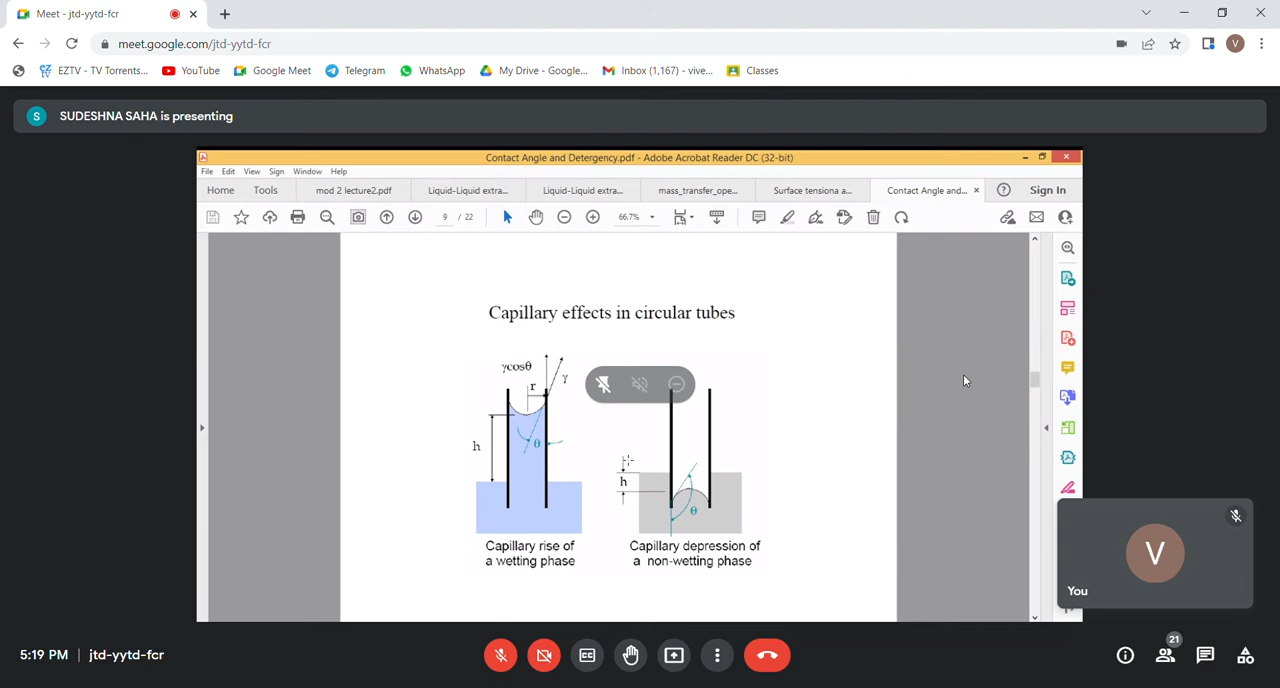 Meet - jtd-yytd-fcr
meet.google.com/jtd-yytd-fcr
V
EZTV - TV Torrents...
YouTube
Google Meet
Telegram
WhatsApp
My Drive - Google...
Inbox (1,167) - vive...
Classes
S
SUDESHNA SAHA is presenting
Contact Angle and Detergency.pdf - Adobe Acrobat Reader DC (32-bit)
File Edit View Sign Window Help
Home Tools mod 2 lecture2.pdf Liquid-Liquid extra... Liquid-Liquid extra... mass_transfer_ope... Surface tensiona a... Contact Angle and... Sign In
9 / 22 66.7%
Capillary effects in circular tubes
γcosθ
r
γ
h
θ
h
θ
Capillary rise of
a wetting phase
Capillary depression of
a non-wetting phase
V
You
5:19 PM | jtd-yytd-fcr
CC
21